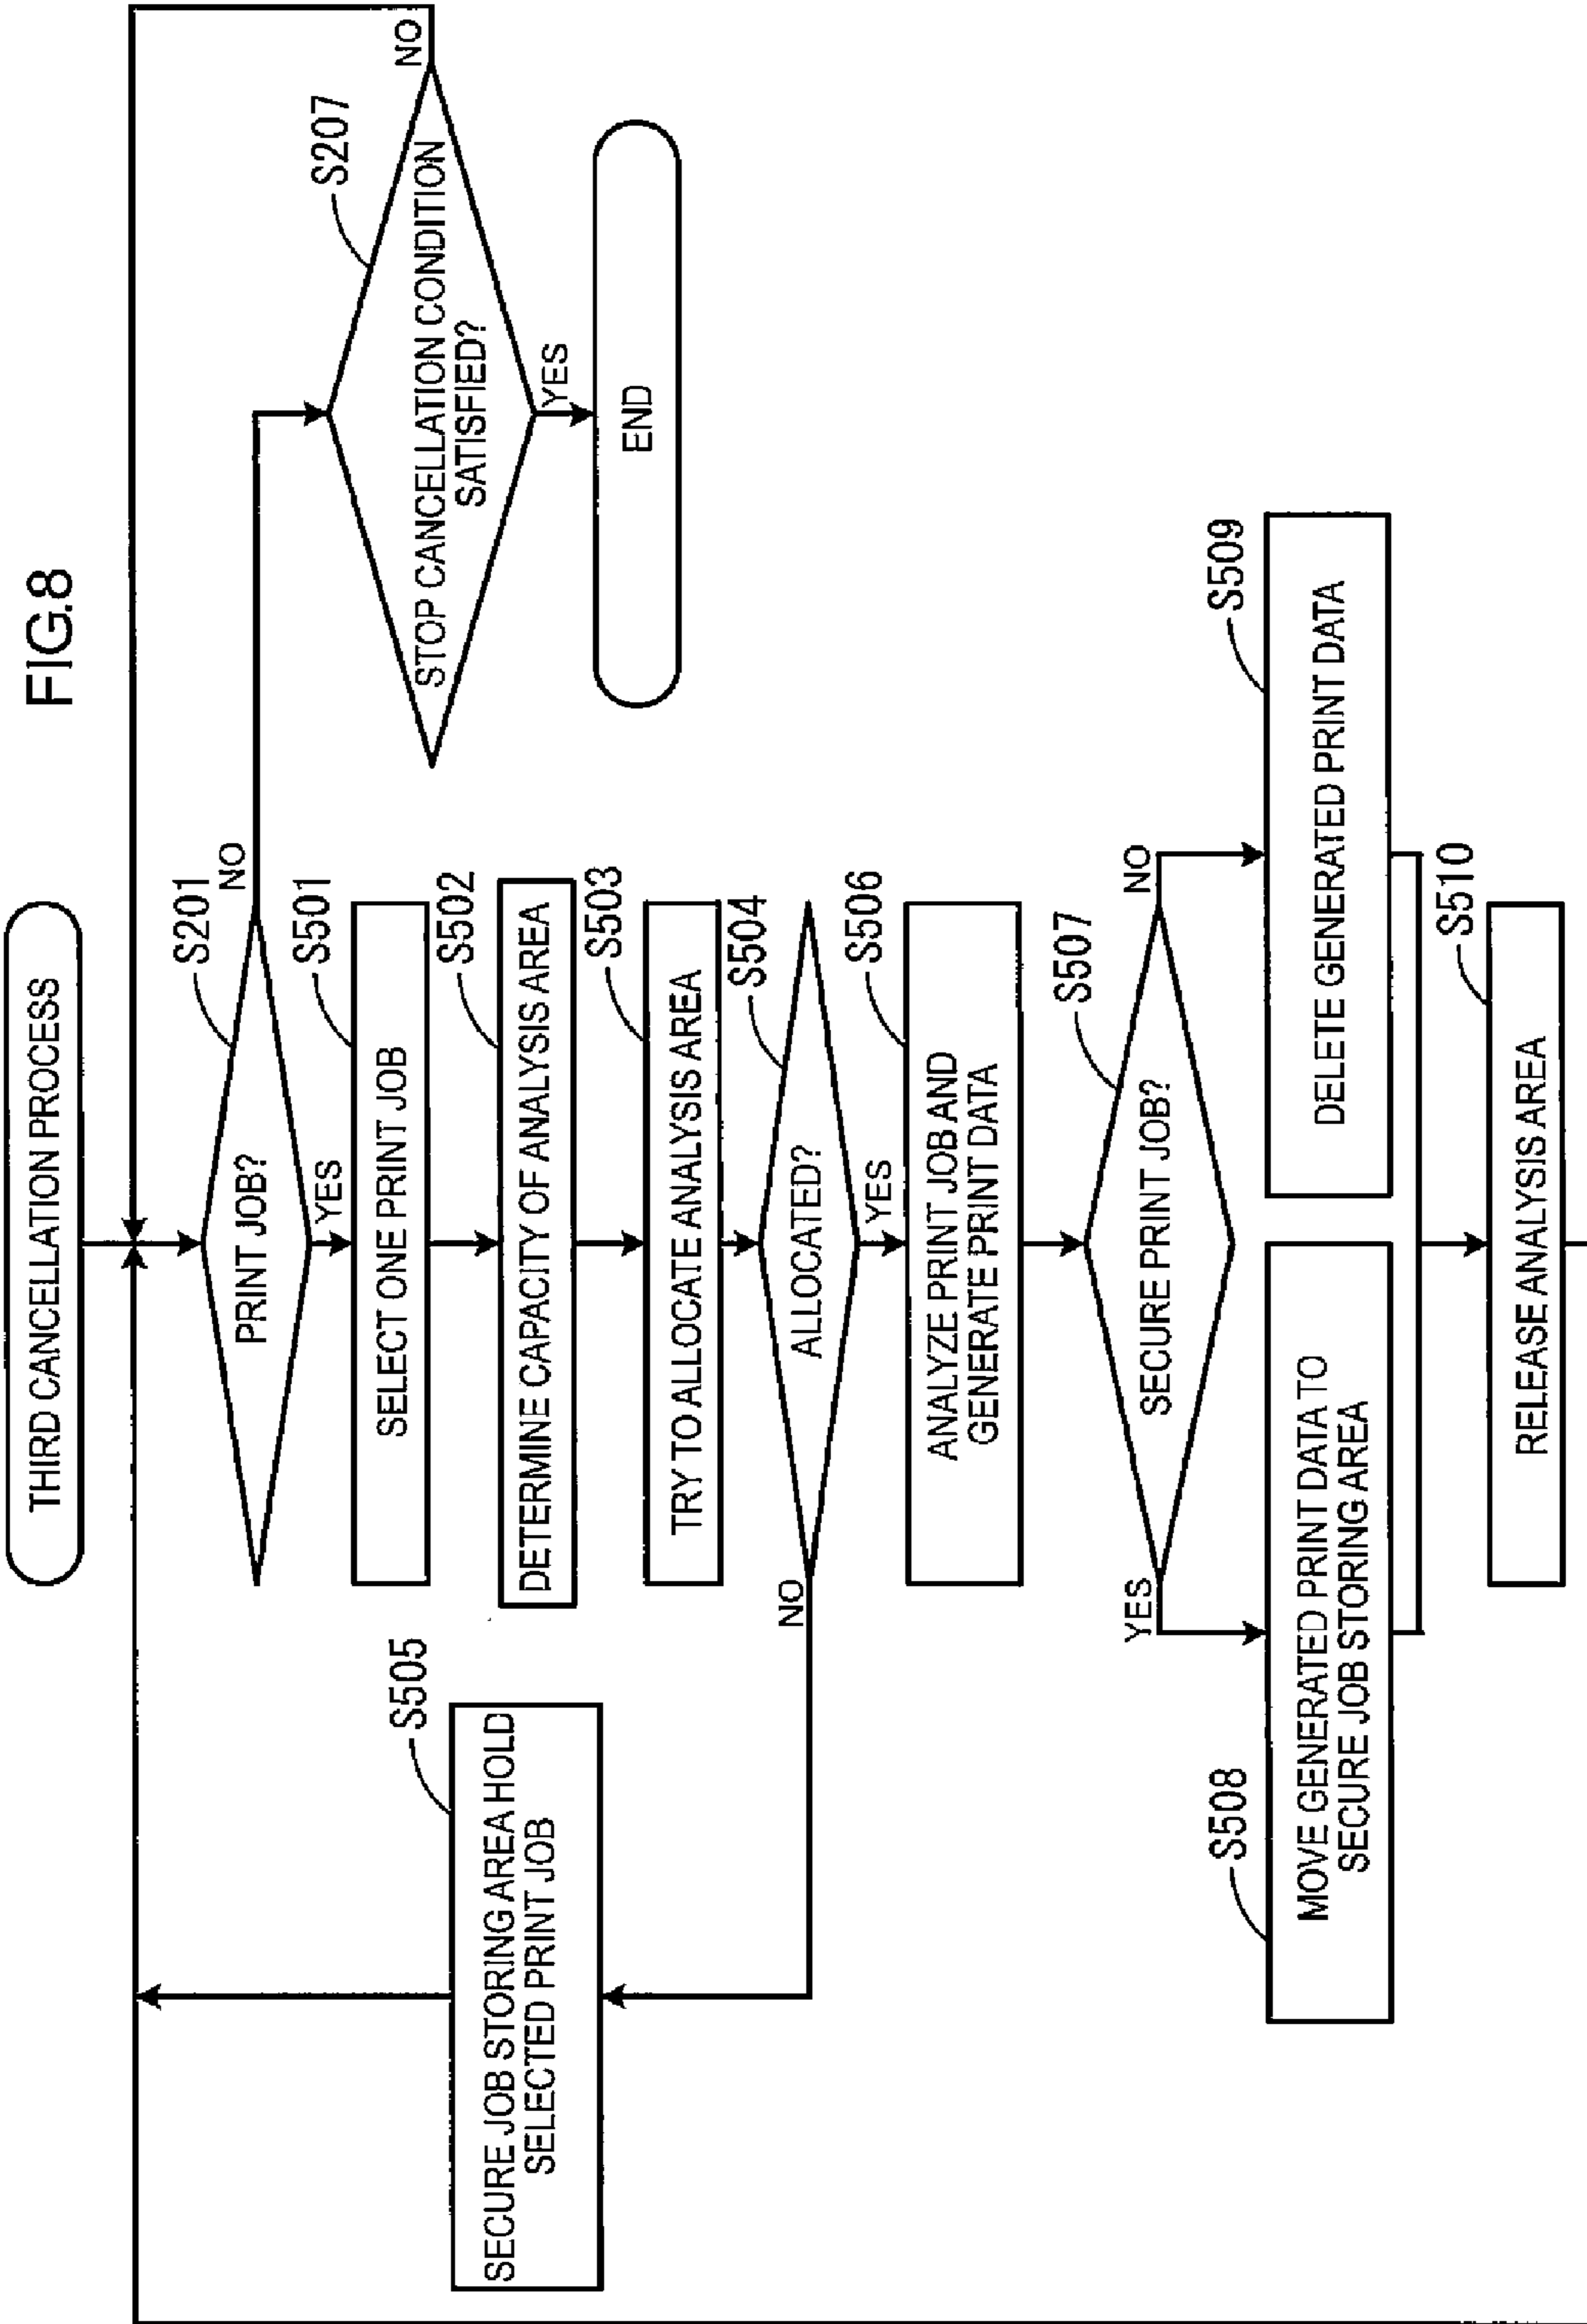 FIG.8
THIRD CANCELLATION PROCESS
S201
PRINT JOB?
NO
YES
S207
STOP CANCELLATION CONDITION
SATISFIED?
NO
YES
END
S501
SELECT ONE PRINT JOB
S502
DETERMINE CAPACITY OF ANALYSIS AREA
S503
TRY TO ALLOCATE ANALYSIS AREA
S504
ALLOCATED?
NO
YES
S505
SECURE JOB STORING AREA HOLD
SELECTED PRINT JOB
S506
ANALYZE PRINT JOB AND
GENERATE PRINT DATA
S507
SECURE PRINT JOB?
YES
NO
S508
MOVE GENERATED PRINT DATA TO
SECURE JOB STORING AREA
S509
DELETE GENERATED PRINT DATA
S510
RELEASE ANALYSIS AREA